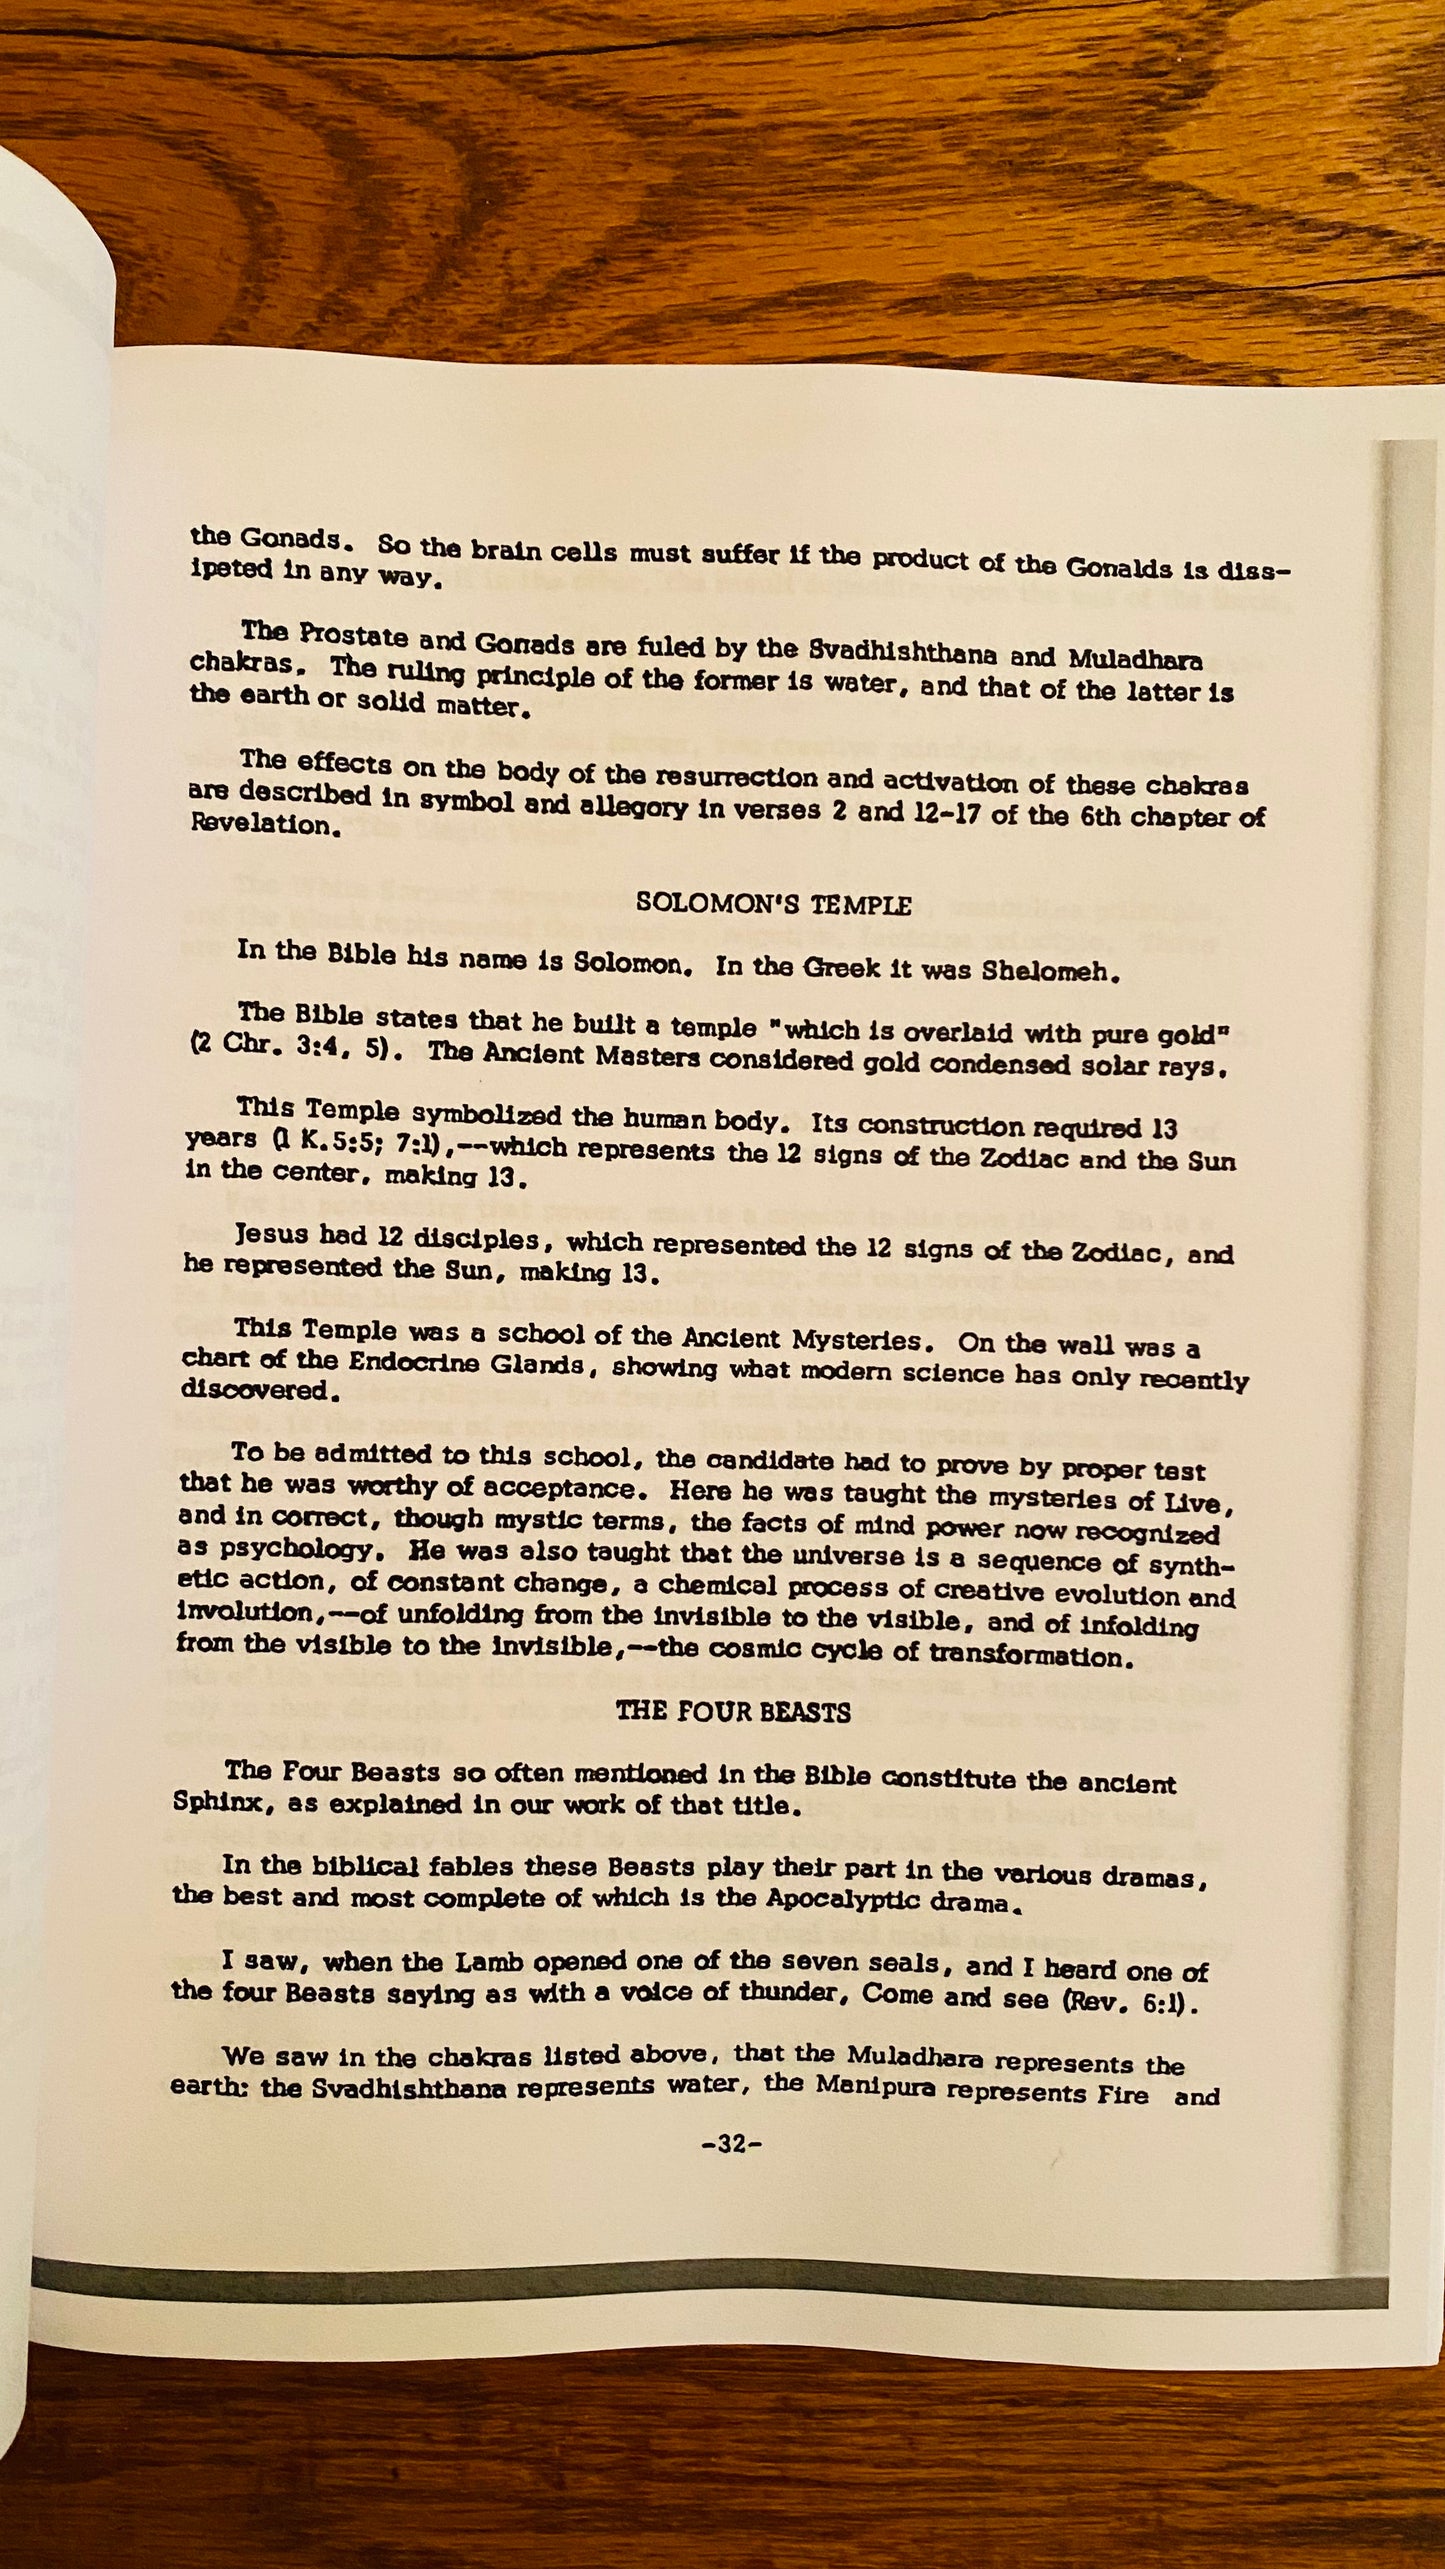 the Gonads. So the brain cells must suffer if the product of the Gonalds is diss-
ipeted in any way.
The Prostate and Gonads are fuled by the Svadhishthana and Muladhara
chakras. The ruling principle of the former is water, and that of the latter is
the earth or solid matter.
The effects on the body of the resurrection and activation of these chakras
are described in symbol and allegory in verses 2 and 12-17 of the 6th chapter of
Revelation.
SOLOMON'S TEMPLE
In the Bible his name is Solomon. In the Greek it was Shelomeh.
The Bible states that he built a temple "which is overlaid with pure gold"
(2 Chr. 3:4, 5). The Ancient Masters considered gold condensed solar rays.
This Temple symbolized the human body. Its construction required 13
years (1 K.5:5; 7:1),--which represents the 12 signs of the Zodiac and the Sun
in the center, making 13.
Jesus had 12 disciples, which represented the 12 signs of the Zodiac, and
he represented the Sun, making 13.
This Temple was a school of the Ancient Mysteries. On the wall was a
chart of the Endocrine Glands, showing what modern science has only recently
discovered.
To be admitted to this school, the candidate had to prove by proper test
that he was worthy of acceptance. Here he was taught the mysteries of Live,
and in correct, though mystic terms, the facts of mind power now recognized
as psychology. He was also taught that the universe is a sequence of synth-
etic action, of constant change, a chemical process of creative evolution and
involution,--of unfolding from the invisible to the visible, and of infolding
from the visible to the invisible,--the cosmic cycle of transformation.
THE FOUR BEASTS
The Four Beasts so often mentioned in the Bible constitute the ancient
Sphinx, as explained in our work of that title.
In the biblical fables these Beasts play their part in the various dramas,
the best and most complete of which is the Apocalyptic drama.
I saw, when the Lamb opened one of the seven seals, and I heard one of
the four Beasts saying as with a voice of thunder, Come and see (Rev. 6:1).
We saw in the chakras listed above, that the Muladhara represents the
earth: the Svadhishthana represents water, the Manipura represents Fire and
-32-